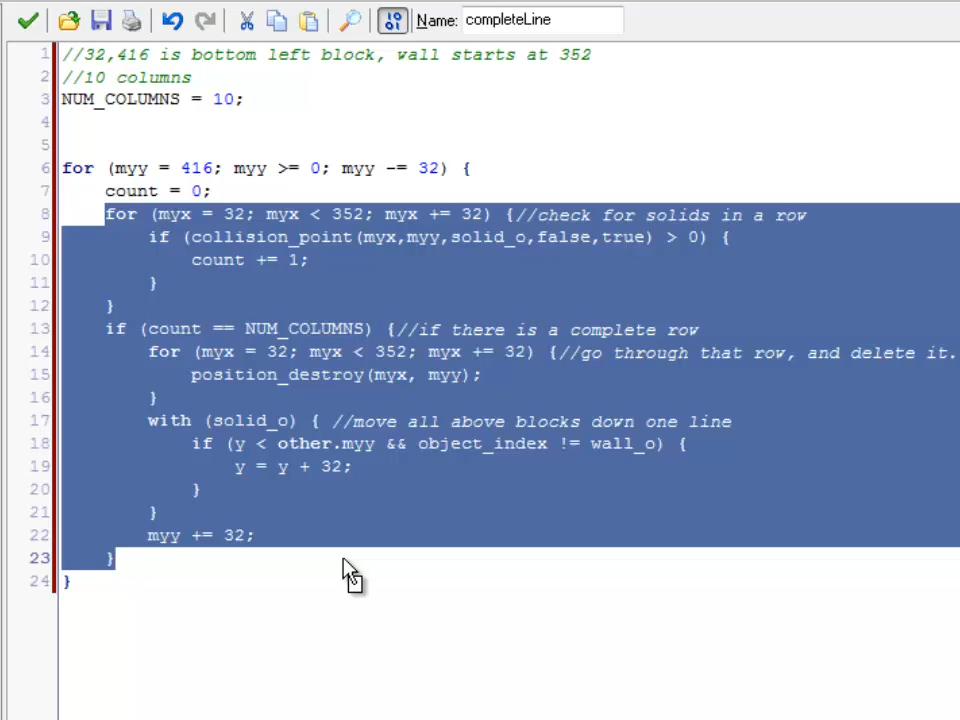 Name: completeLine
1 //32,416 is bottom left block, wall starts at 352
2 //10 columns
3 NUM_COLUMNS = 10;
4
5
6 for (myy = 416; myy >= 0; myy -= 32) {
7     count = 0;
8     for (myx = 32; myx < 352; myx += 32) {//check for solids in a row
9         if (collision_point(myx,myy,solid_o,false,true) > 0) {
10             count += 1;
11         }
12     }
13     if (count == NUM_COLUMNS) {//if there is a complete row
14         for (myx = 32; myx < 352; myx += 32) {//go through that row, and delete it.
15             position_destroy(myx, myy);
16         }
17         with (solid_o) { //move all above blocks down one line
18             if (y < other.myy && object_index != wall_o) {
19                 y = y + 32;
20             }
21         }
22         myy += 32;
23     }
24 }